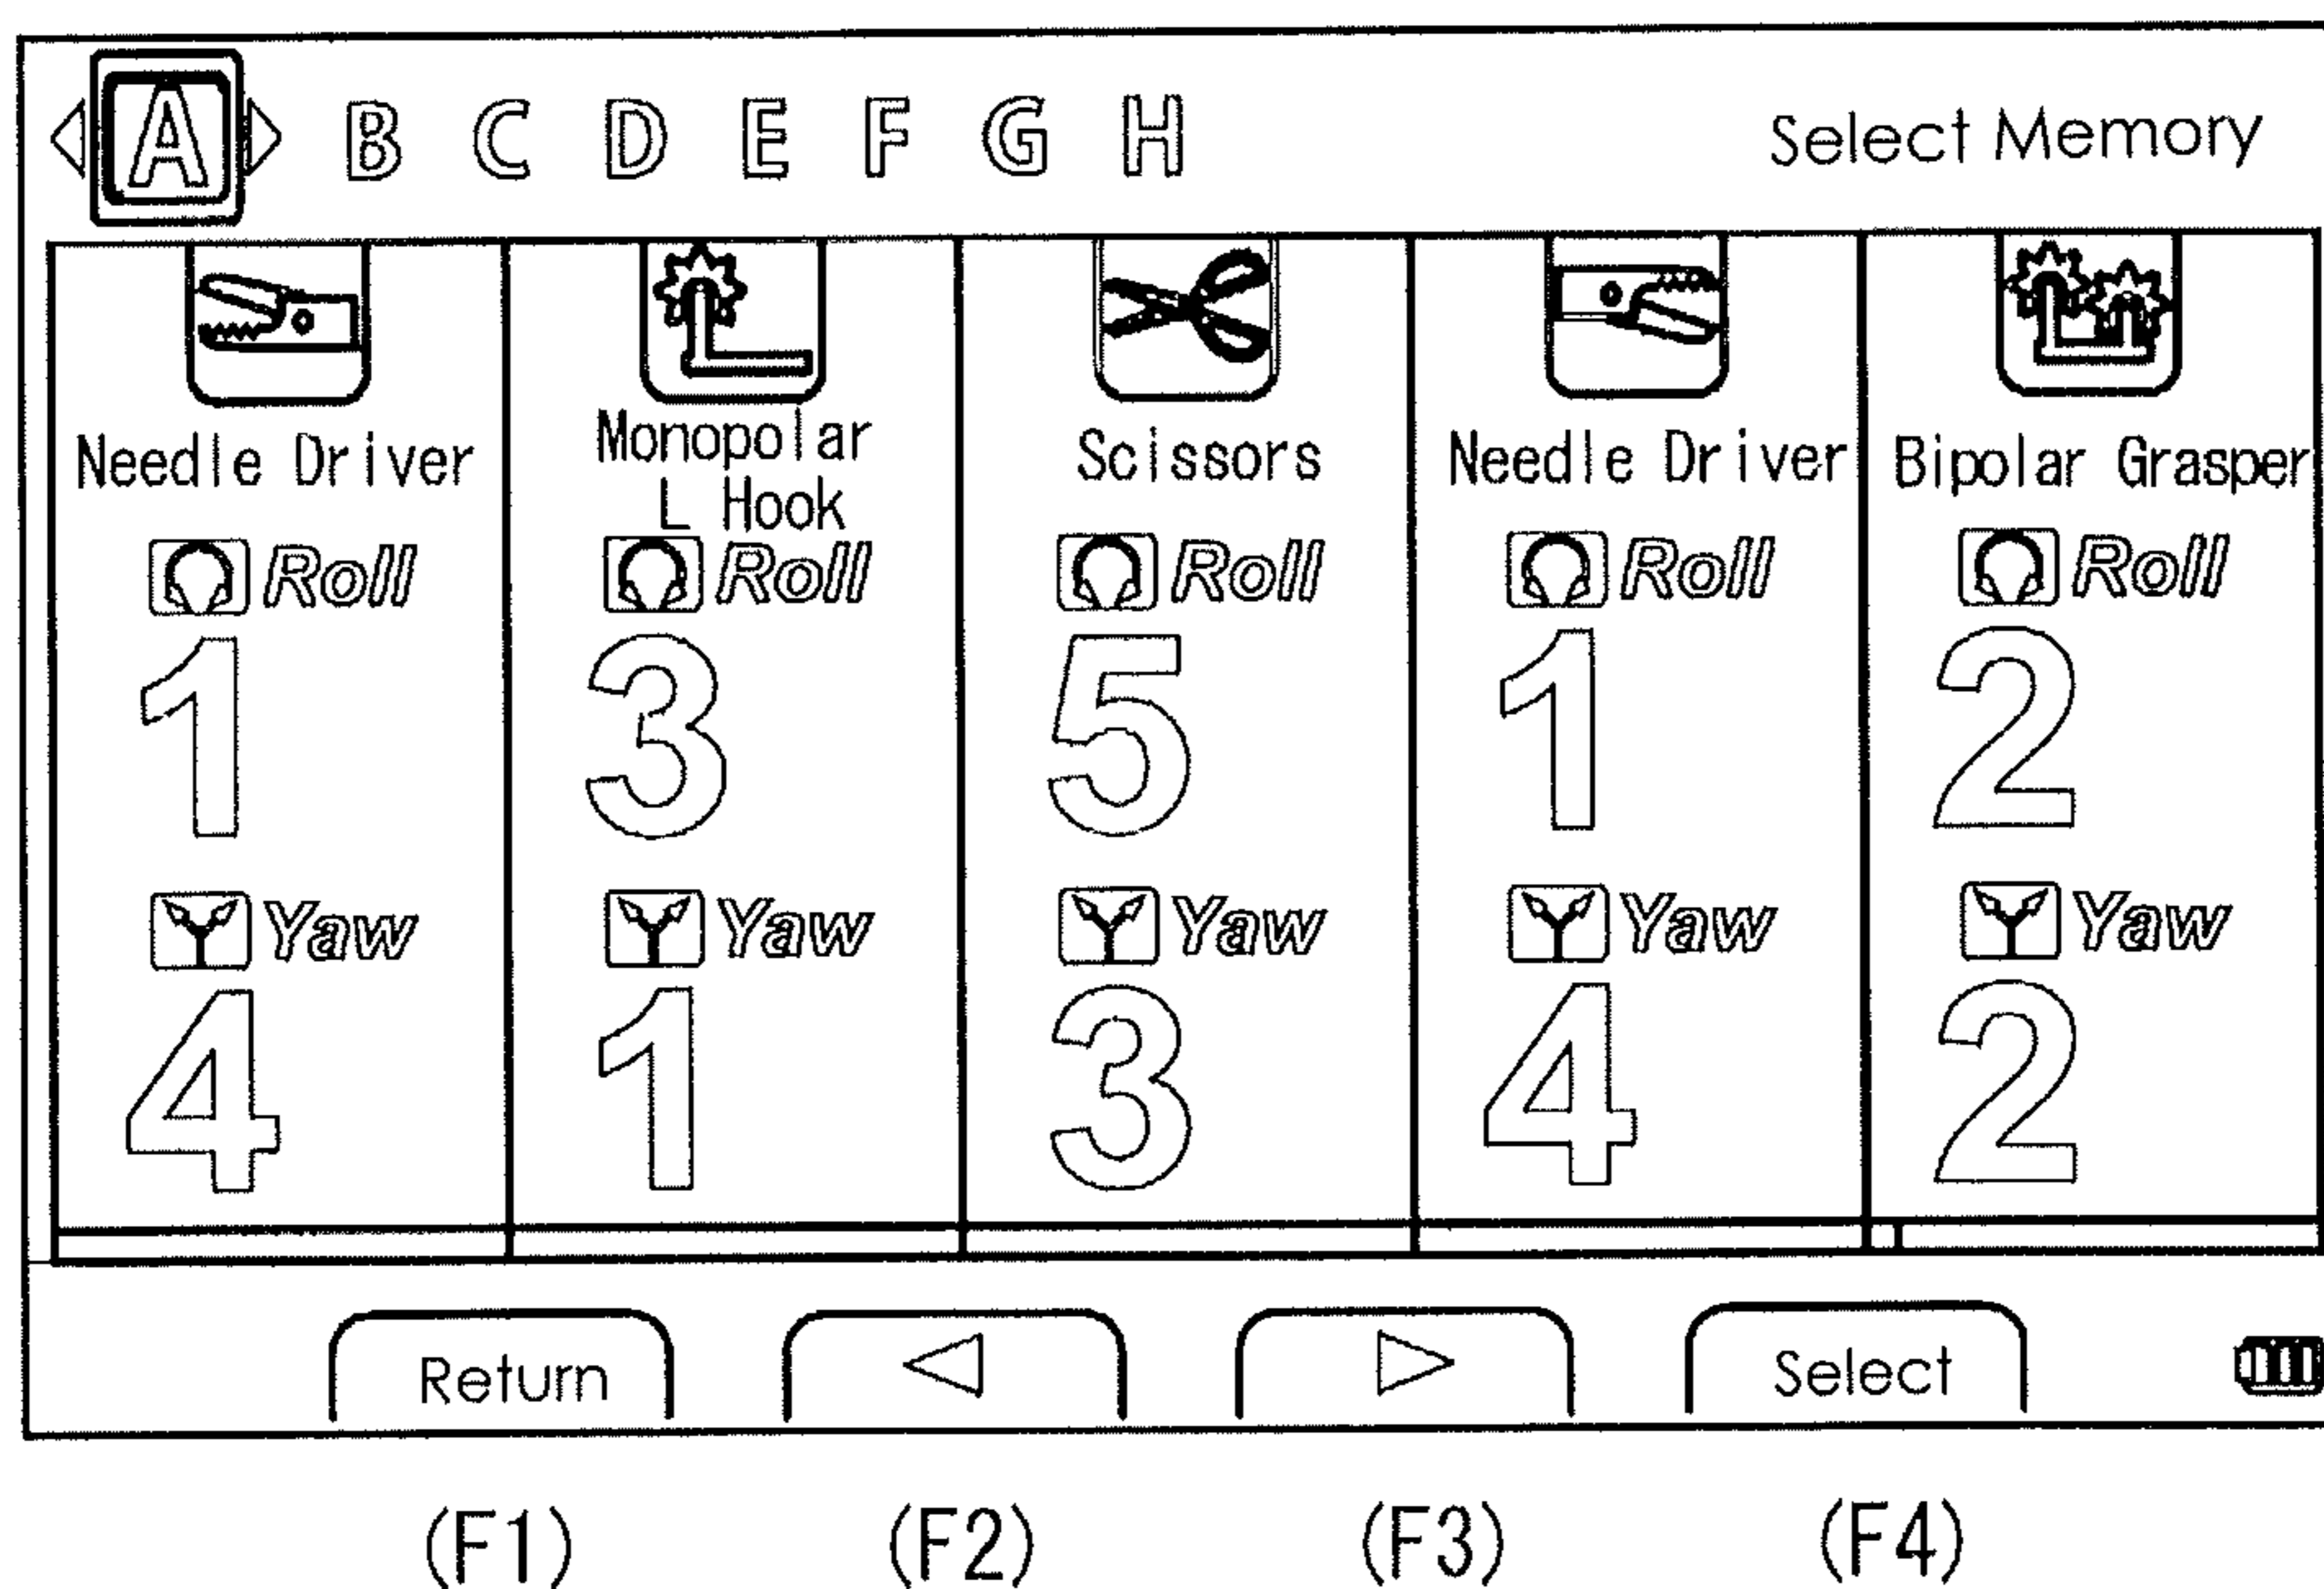 A B C D E F G H Select Memory
Needle Driver Monopolar L Hook Scissors Needle Driver Bipolar Grasper
Roll Roll Roll Roll Roll
1 3 5 1 2
Yaw Yaw Yaw Yaw Yaw
4 1 3 4 2
Return Select
(F1) (F2) (F3) (F4)